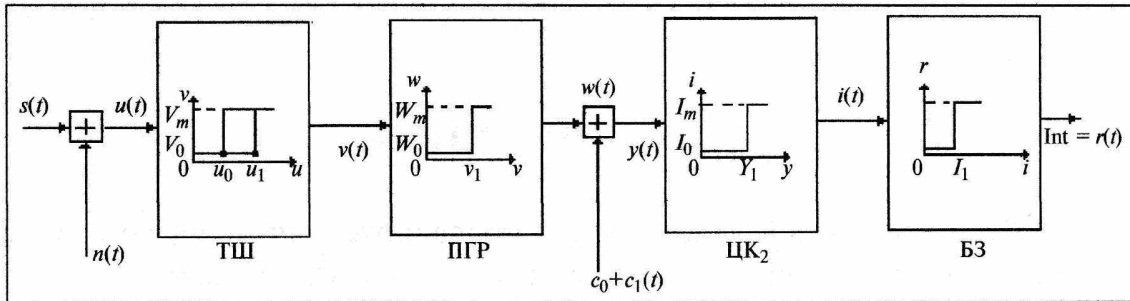 s(t)
u(t)
n(t)
v
V_m
V_0
0
u_0
u_1
u
ТШ
v(t)
w
W_m
W_0
0
v_1
v
ПГР
w(t)
c_0+c_1(t)
y(t)
i
I_m
I_0
0
Y_1
y
ЦК_2
i(t)
r
0
I_1
i
БЗ
Int = r(t)